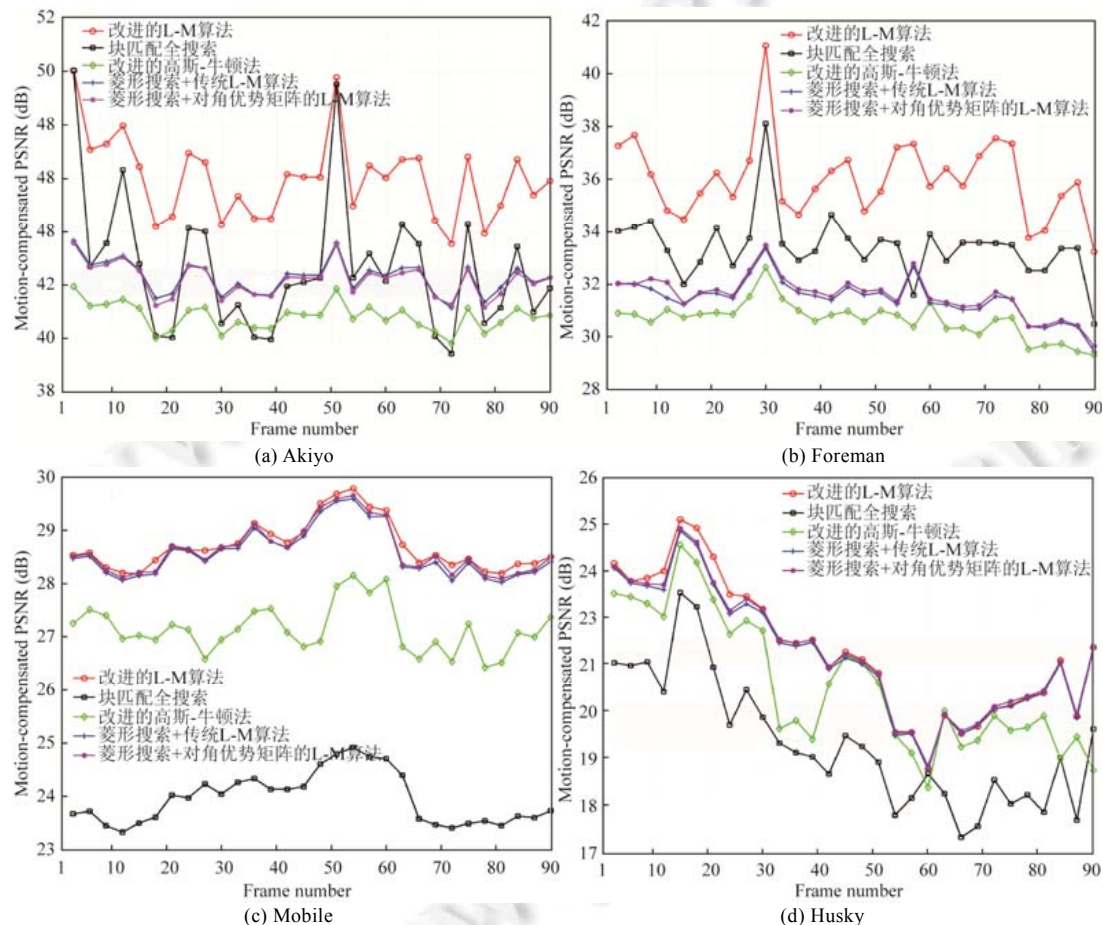 52
50
48
48
48
42
40
38
Motion-compensated PSNR (dB)
改进的L-M算法
块匹配全搜索
改进的高斯-牛顿法
菱形搜索+传统L-M算法
菱形搜索+对角优势矩阵的L-M算法
1 10 20 30 40 50 60 70 80 90
Frame number
(a) Akiyo
42
40
38
36
34
33
32
30
28
Motion-compensated PSNR (dB)
改进的L-M算法
块匹配全搜索
改进的高斯-牛顿法
菱形搜索+传统L-M算法
菱形搜索+对角优势矩阵的L-M算法
1 10 20 30 40 50 60 70 80 90
Frame number
(b) Foreman
30
29
28
27
26
25
24
23
Motion-compensated PSNR (dB)
改进的L-M算法
块匹配全搜索
改进的高斯-牛顿法
菱形搜索+传统L-M算法
菱形搜索+对角优势矩阵的L-M算法
1 10 20 30 40 50 60 70 80 90
Frame number
(c) Mobile
26
25
24
23
21
21
20
19
18
17
Motion-compensated PSNR (dB)
改进的L-M算法
块匹配全搜索
改进的高斯-牛顿法
菱形搜索+传统L-M算法
菱形搜索+对角优势矩阵的L-M算法
1 10 20 30 40 50 60 70 80 90
Frame number
(d) Husky